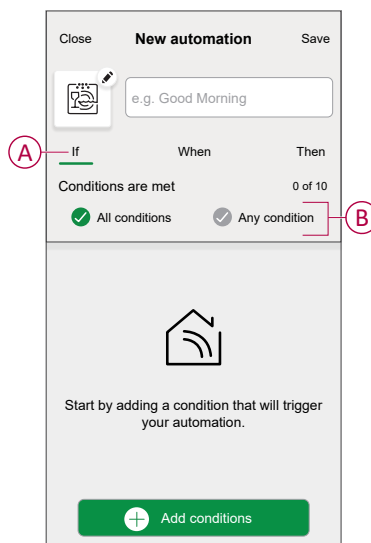 Close New automation Save
e.g. Good Morning
A If When Then
Conditions are met 0 of 10
All conditions Any condition B
Start by adding a condition that will trigger
your automation.
Add conditions